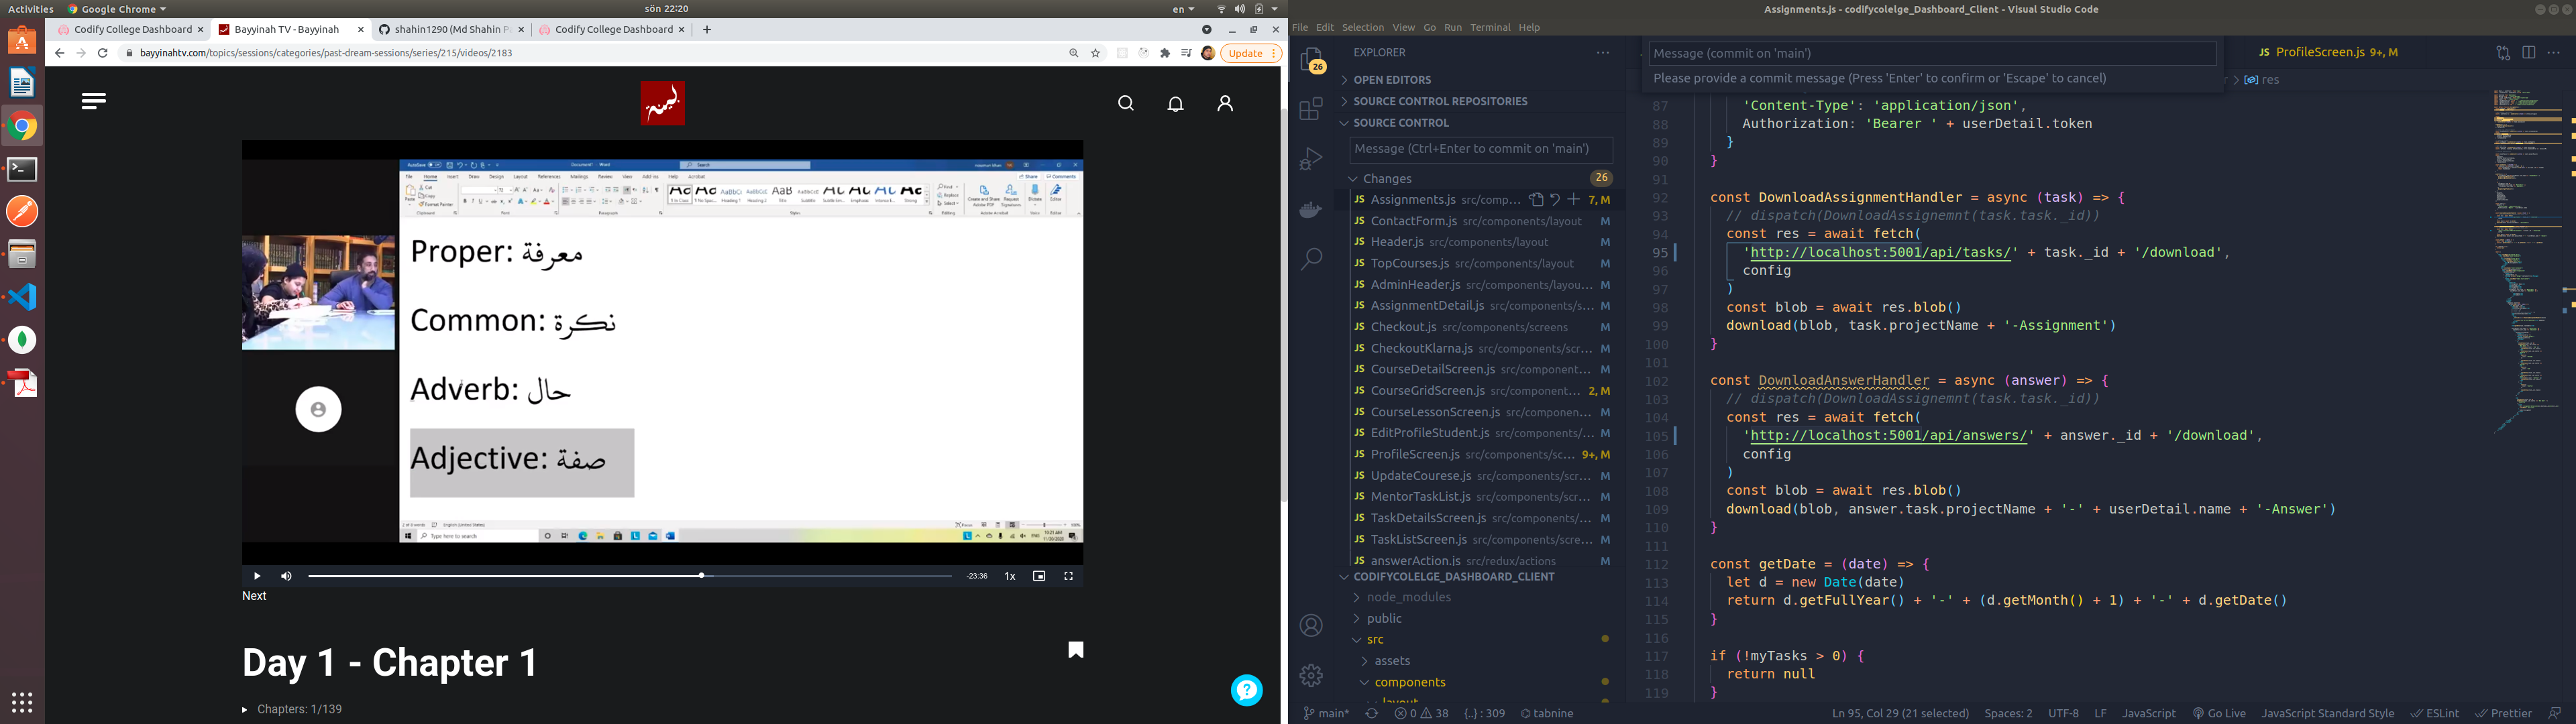 Activities
Google Chrome
sön 22:20
en
Codify College Dashboard
Bayyinah TV - Bayyinah
shahin1290 (Md Shahin
Codify College Dashboard
bayyinahtv.com/topics/sessions/categories/past-dream-sessions/series/215/videos/2183
Update
لينة
Proper: معرفة
Common: نكرة
Adverb: حال
Adjective: صفة
Type here to search
-23:36
1x
Next
Day 1 - Chapter 1
Chapters: 1/139
Assignments.js - codifycolelge_Dashboard_Client - Visual Studio Code
File Edit Selection View Go Run Terminal Help
EXPLORER
26
OPEN EDITORS
SOURCE CONTROL REPOSITORIES
SOURCE CONTROL
Message (Ctrl+Enter to commit on 'main')
Changes 26
JS Assignments.js src/comp... 7, M
JS ContactForm.js src/components/layout M
JS Header.js src/components/layout M
JS TopCourses.js src/components/layout M
JS AdminHeader.js src/components/layou... M
JS AssignmentDetail.js src/components/s... M
JS Checkout.js src/components/screens M
JS CheckoutKlarna.js src/components/scr... M
JS CourseDetailScreen.js src/component... M
JS CourseGridScreen.js src/component... 2, M
JS CourseLessonScreen.js src/componen... M
JS EditProfileStudent.js src/components/... M
JS ProfileScreen.js src/components/sc... 9+, M
JS UpdateCourese.js src/components/scr... M
JS MentorTaskList.js src/components/scr... M
JS TaskDetailsScreen.js src/components/... M
JS TaskListScreen.js src/components/scre... M
JS answerAction.js src/redux/actions M
CODIFYCOLELGE_DASHBOARD_CLIENT
node_modules
public
src
assets
components
layout
Message (commit on 'main')
Please provide a commit message (Press 'Enter' to confirm or 'Escape' to cancel)
JS ProfileScreen.js 9+, M
res
87 'Content-Type': 'application/json',
88 Authorization: 'Bearer ' + userDetail.token
89 }
90 }
91
92 const DownloadAssignmentHandler = async (task) => {
93 // dispatch(DownloadAssignemnt(task.task._id))
94 const res = await fetch(
95 'http://localhost:5001/api/tasks/' + task._id + '/download',
96 config
97 )
98 const blob = await res.blob()
99 download(blob, task.projectName + '-Assignment')
100 }
101
102 const DownloadAnswerHandler = async (answer) => {
103 // dispatch(DownloadAssignemnt(task.task._id))
104 const res = await fetch(
105 'http://localhost:5001/api/answers/' + answer._id + '/download',
106 config
107 )
108 const blob = await res.blob()
109 download(blob, answer.task.projectName + '-' + userDetail.name + '-Answer')
110 }
111
112 const getDate = (date) => {
113 let d = new Date(date)
114 return d.getFullYear() + '-' + (d.getMonth() + 1) + '-' + d.getDate()
115 }
116
117 if (!myTasks > 0) {
118 return null
119 }
main*
0 38
{..} : 309
tabnine
Ln 95, Col 29 (21 selected)
Spaces: 2
UTF-8
LF
JavaScript
Go Live
JavaScript Standard Style
ESLint
Prettier